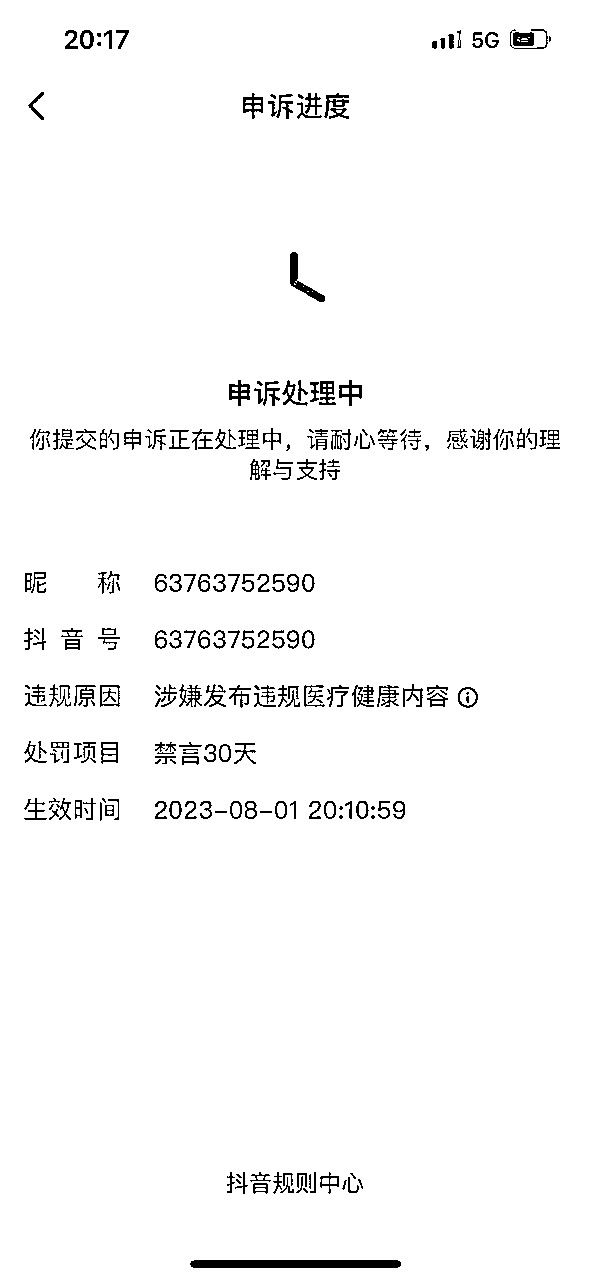 20:17
5G
申诉进度
申诉处理中
你提交的申诉正在处理中，请耐心等待，感谢你的理
解与支持
昵称 63763752590
抖音号 63763752590
违规原因 涉嫌发布违规医疗健康内容
处罚项目 禁言30天
生效时间 2023-08-01 20:10:59
抖音规则中心